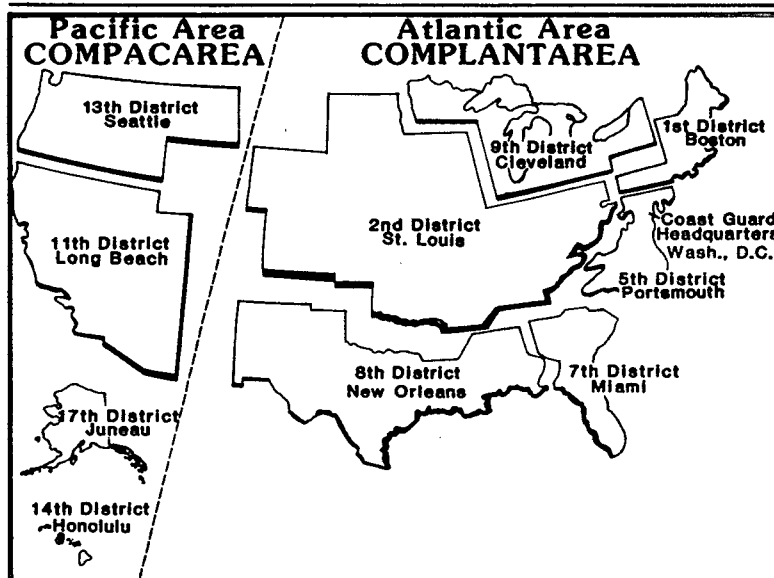 Pacific Area
COMPACAREA
Atlantic Area
COMPLANTAREA
13th District
Seattle
9th District
Cleveland
1st District
Boston
11th District
Long Beach
2nd District
St. Louis
Coast Guard
Headquarters
Wash., D.C.
5th District
Portsmouth
8th District
New Orleans
7th District
Miami
17th District
Juneau
14th District
Honolulu